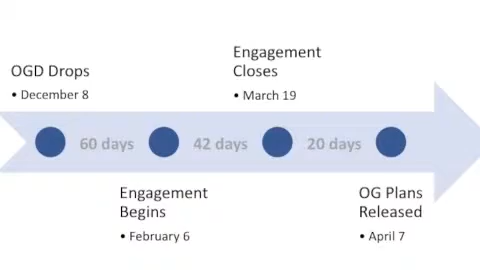 OGD Drops
• December 8
Engagement
Closes
• March 19
60 days
42 days
20 days
Engagement
Begins
• February 6
OG Plans
Released
• April 7